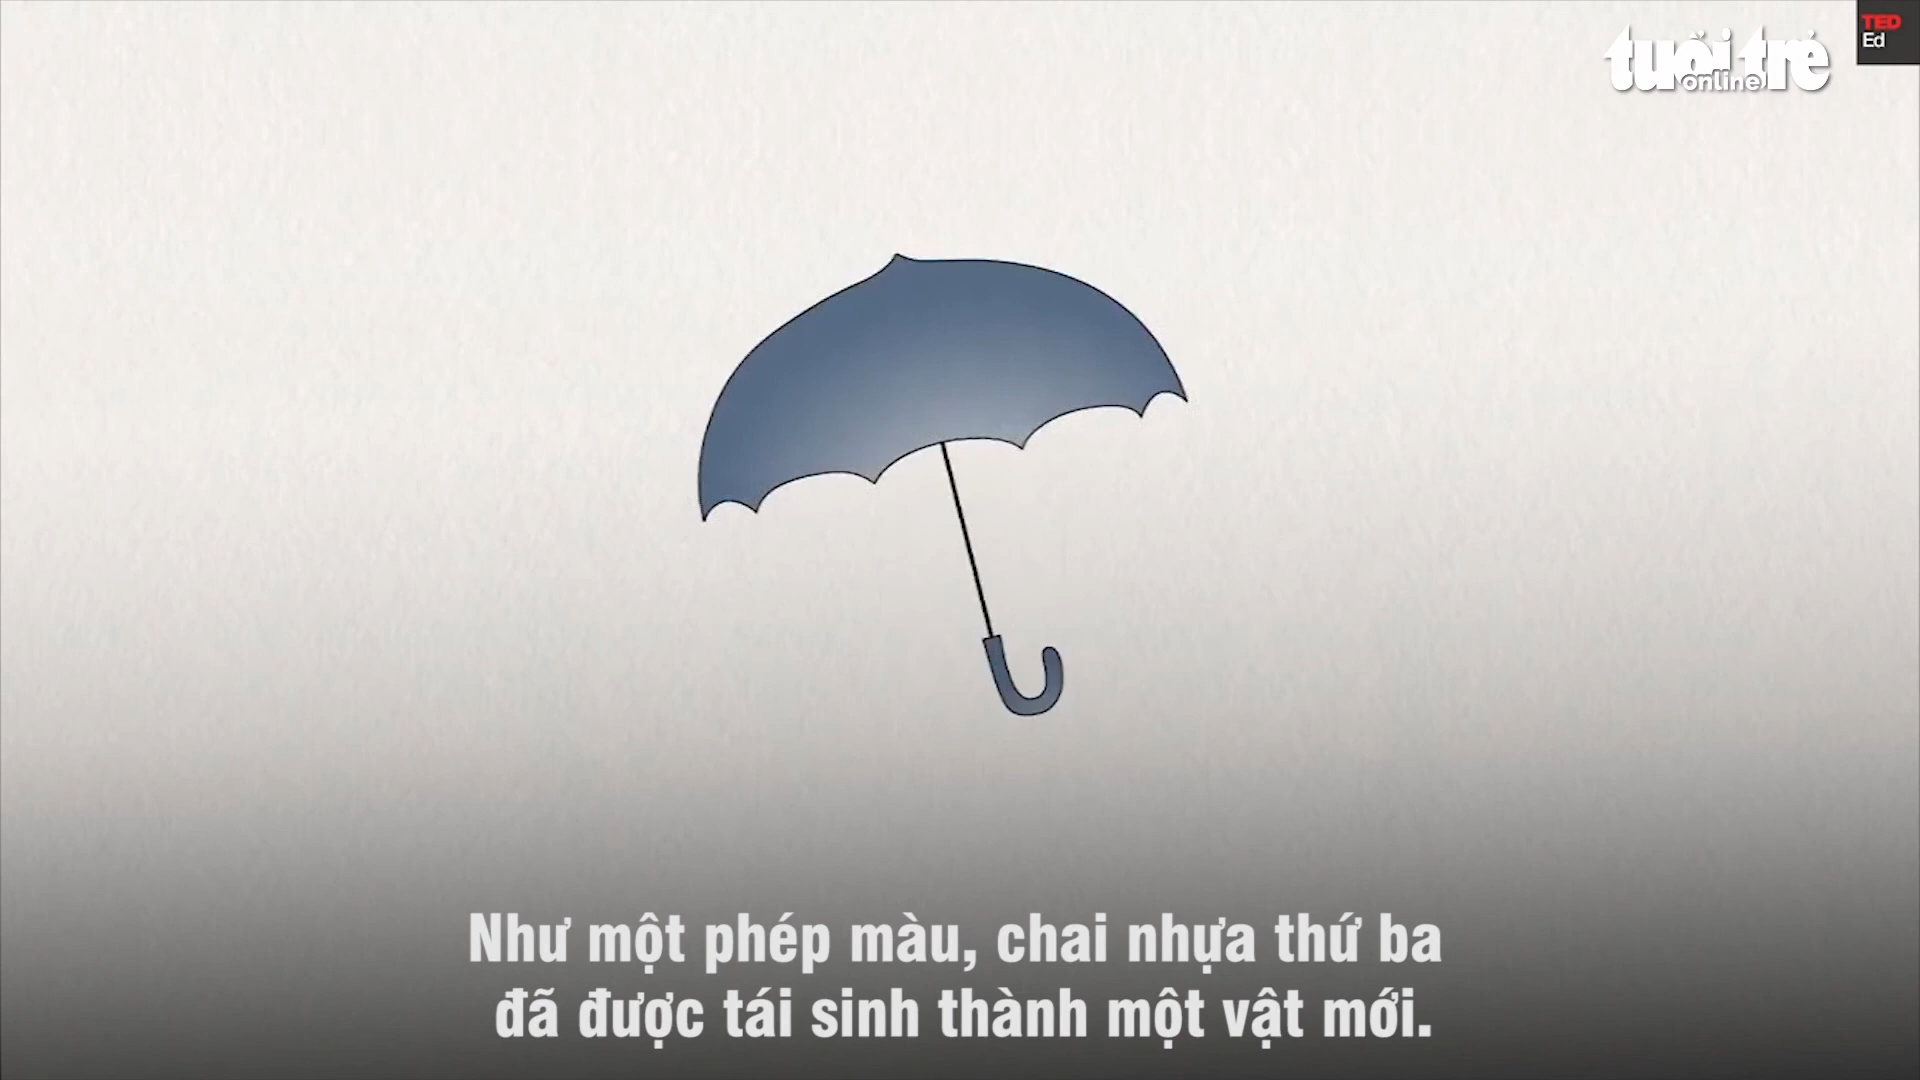 TED
Ed
tuổi trẻ
online
Như một phép màu, chai nhựa thứ ba
đã được tái sinh thành một vật mới.